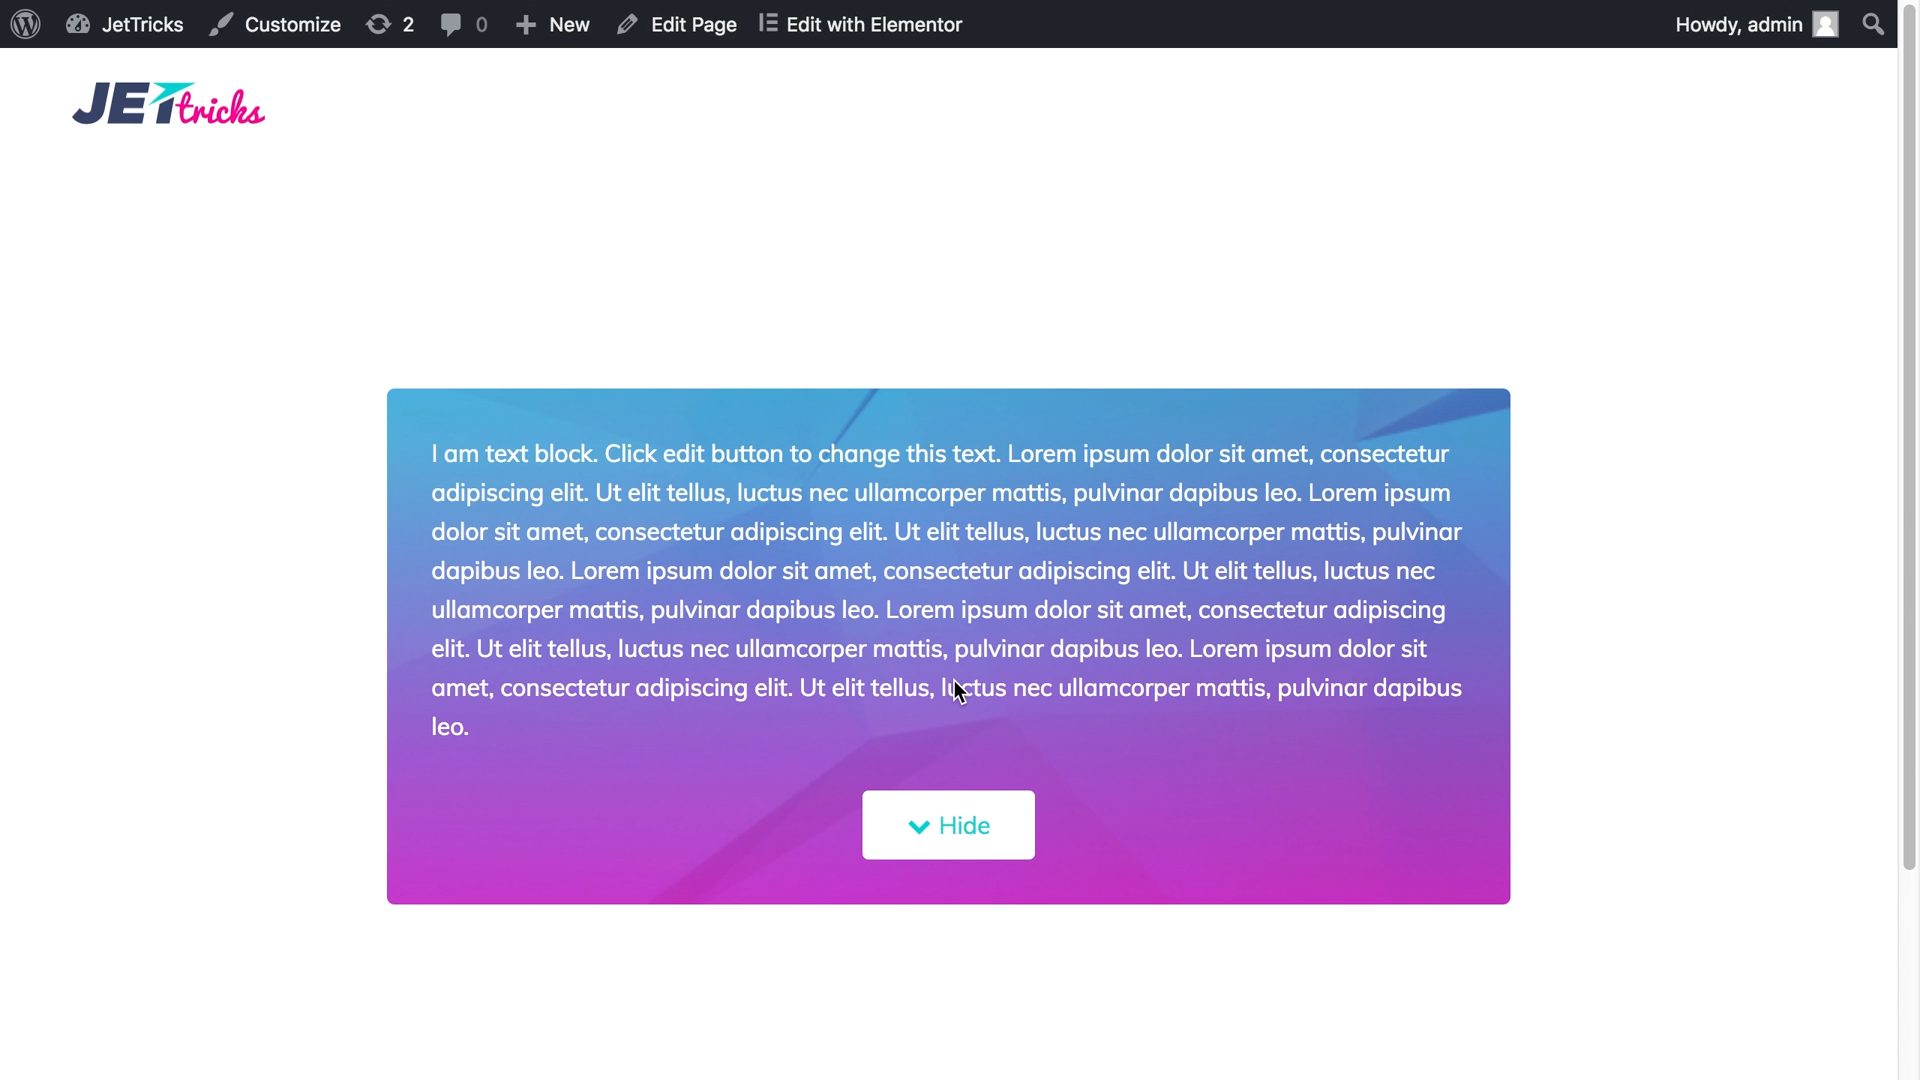 JetTricks Customize 2 0 New Edit Page Edit with Elementor Howdy, admin
JETtricks
I am text block. Click edit button to change this text. Lorem ipsum dolor sit amet, consectetur
adipiscing elit. Ut elit tellus, luctus nec ullamcorper mattis, pulvinar dapibus leo. Lorem ipsum
dolor sit amet, consectetur adipiscing elit. Ut elit tellus, luctus nec ullamcorper mattis, pulvinar
dapibus leo. Lorem ipsum dolor sit amet, consectetur adipiscing elit. Ut elit tellus, luctus nec
ullamcorper mattis, pulvinar dapibus leo. Lorem ipsum dolor sit amet, consectetur adipiscing
elit. Ut elit tellus, luctus nec ullamcorper mattis, pulvinar dapibus leo. Lorem ipsum dolor sit
amet, consectetur adipiscing elit. Ut elit tellus, luctus nec ullamcorper mattis, pulvinar dapibus
leo.
Hide